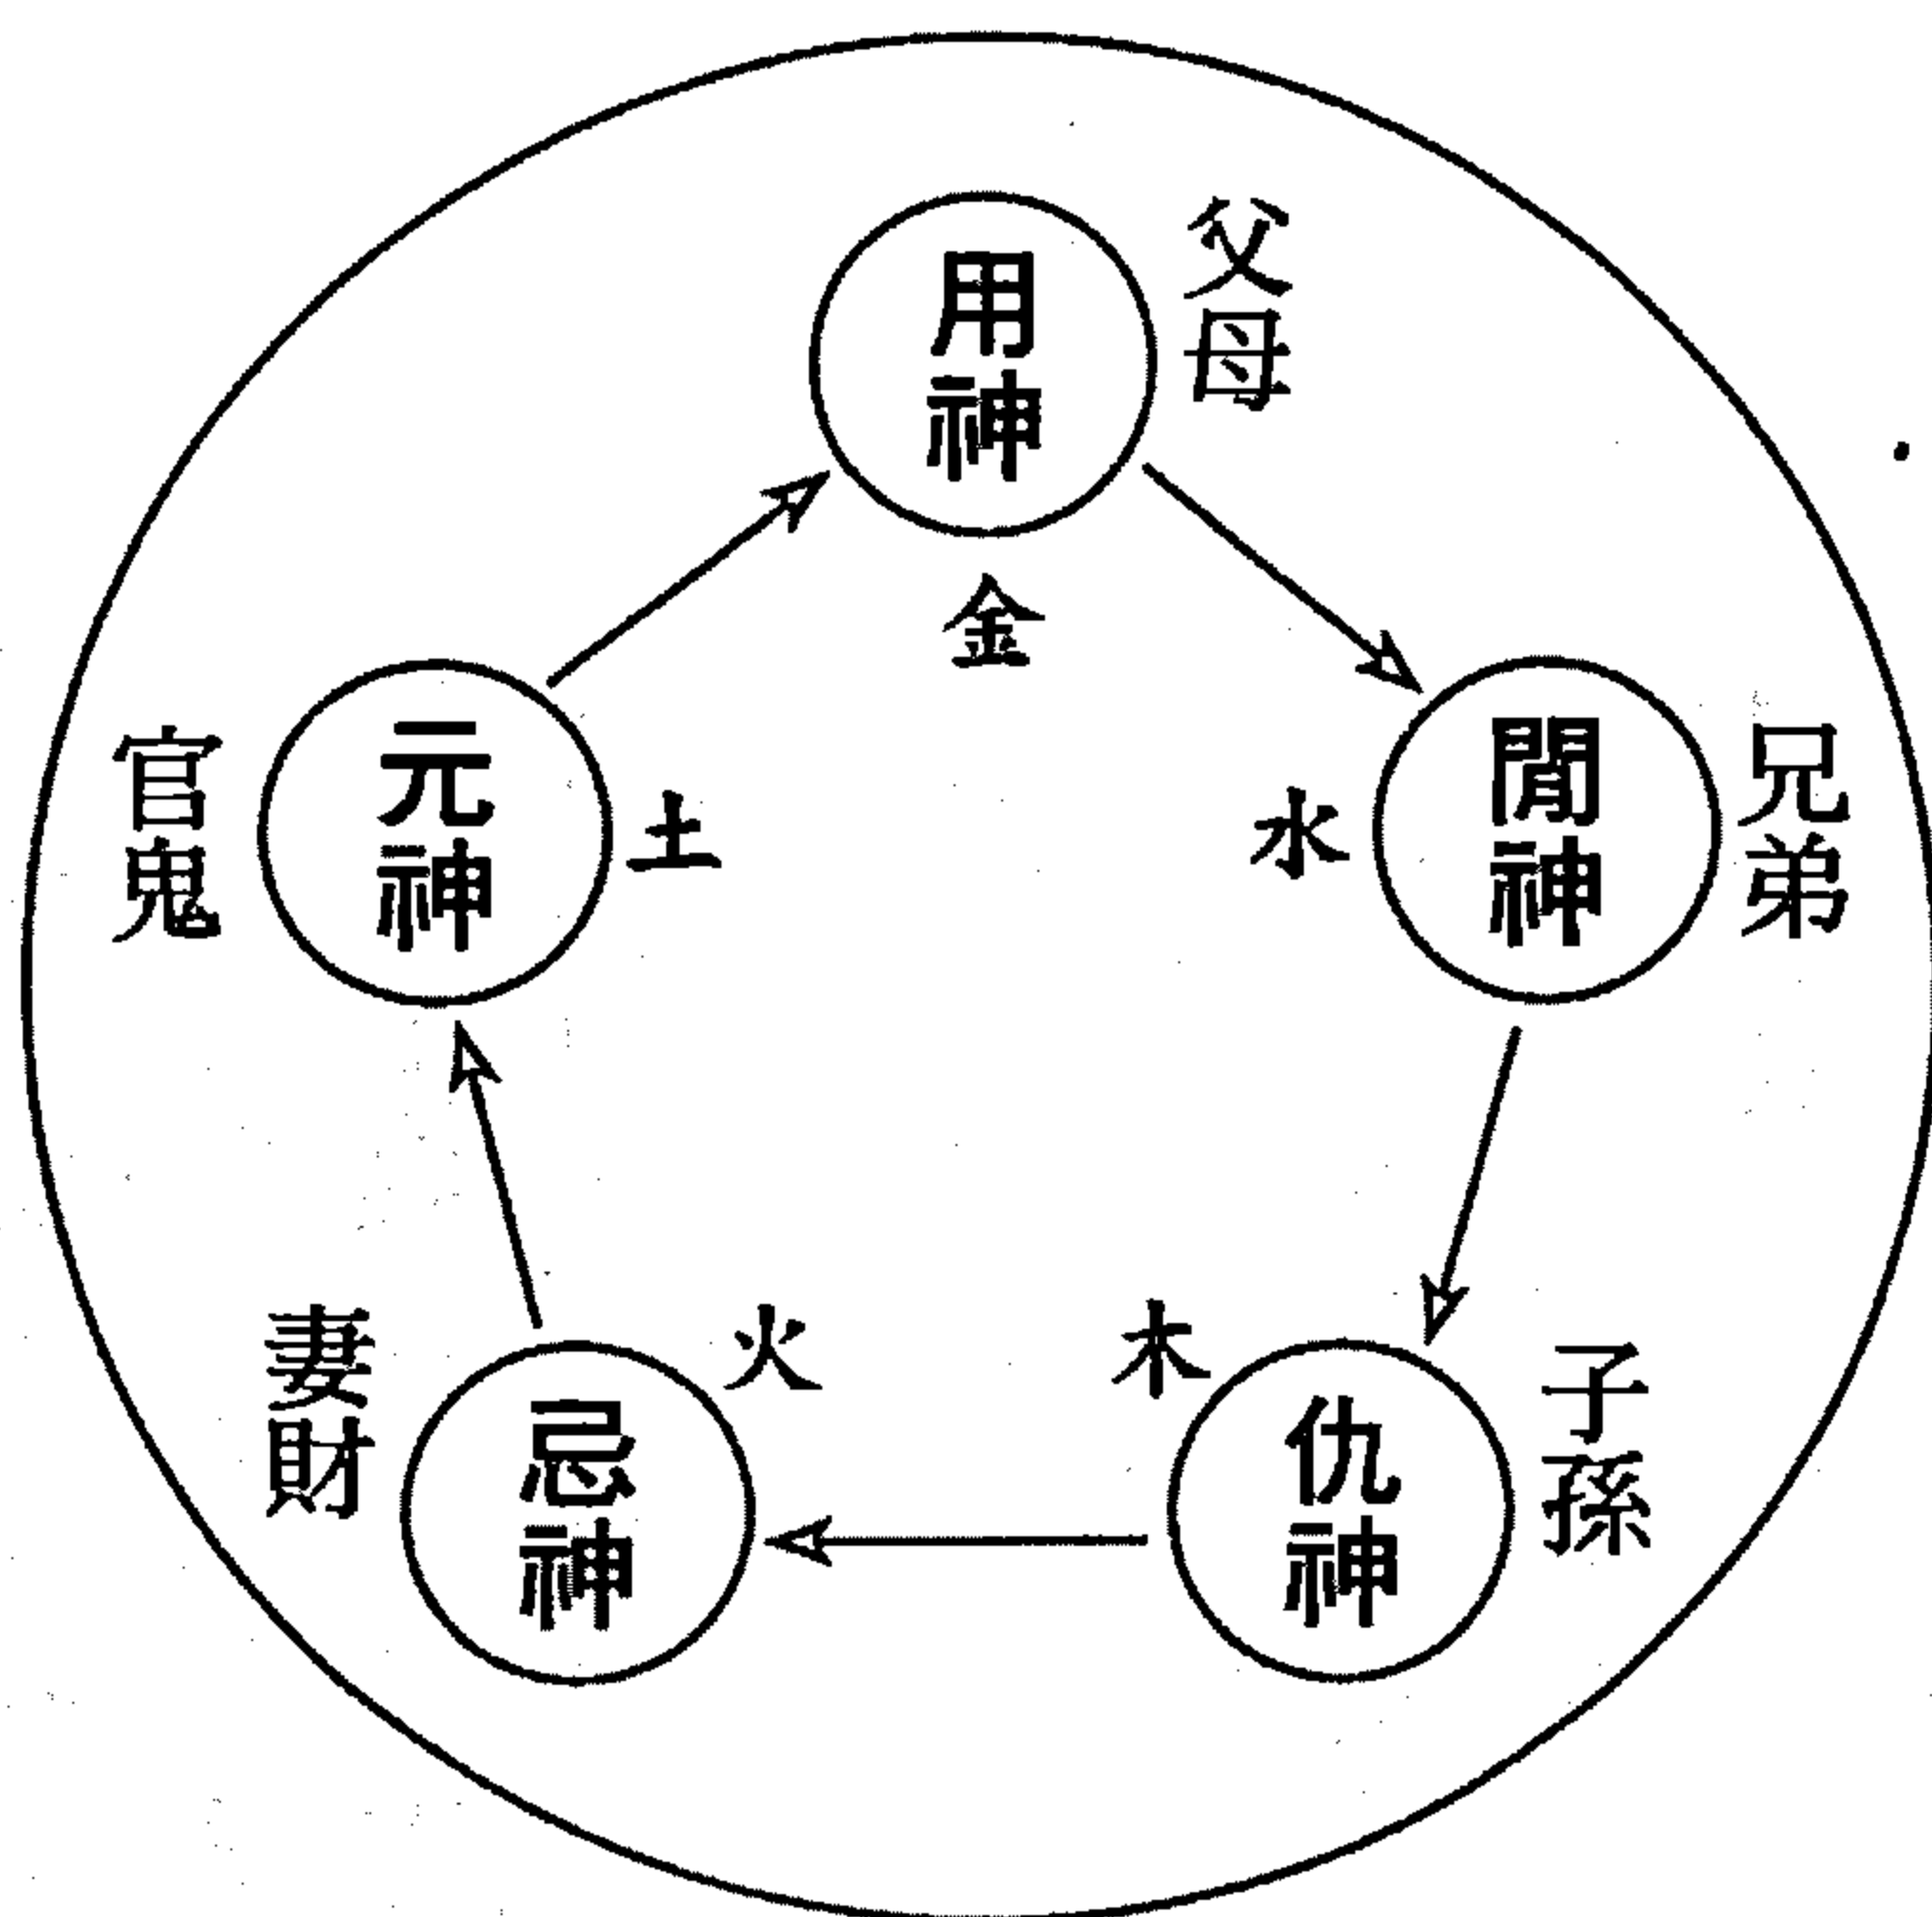 用神
父母
金
元神
官鬼
土
水
閒神
兄弟
妻財
火
忌神
木
仇神
子孫